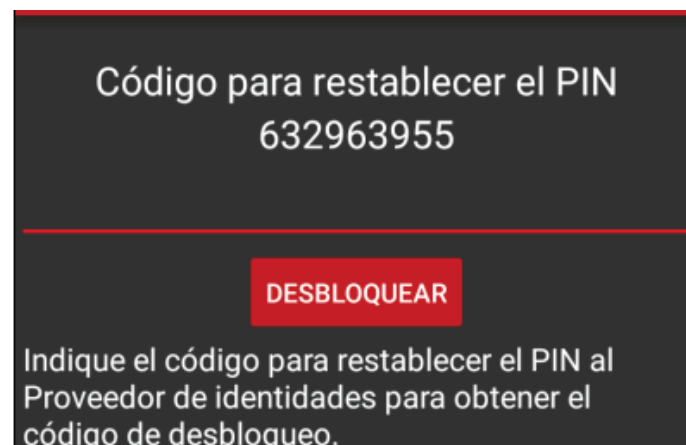 Código para restablecer el PIN
632963955
DESBLOQUEAR
Indique el código para restablecer el PIN al
Proveedor de identidades para obtener el
código de desbloqueo.